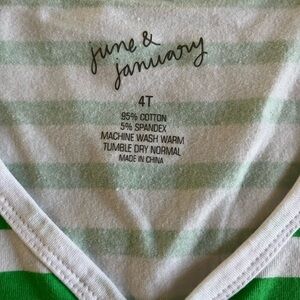 june &
january
4T
95% COTTON
5% SPANDEX
MACHINE WASH WARM
TUMBLE DRY NORMAL
MADE IN CHINA